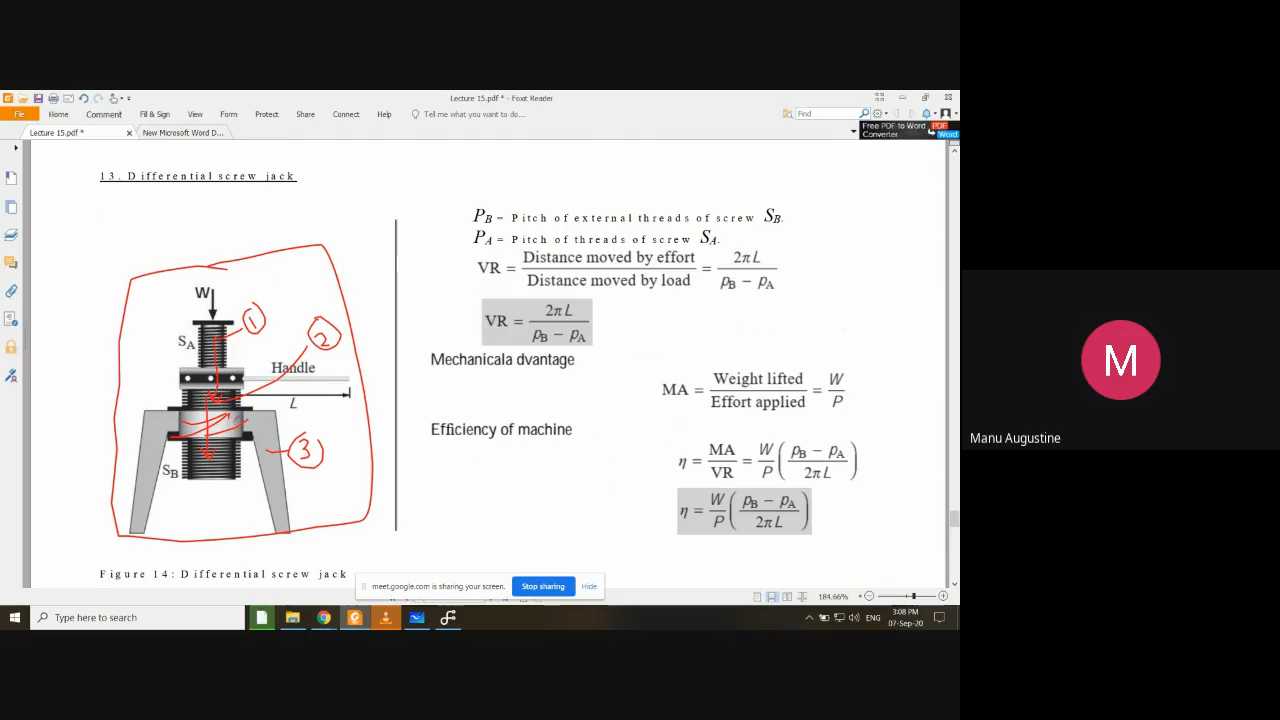 Lecture 15.pdf * - Foxit Reader
File Home Comment Fill & Sign View Form Protect Share Connect Help Tell me what you want to do... Find
Free PDF to Word Converter PDF Word
Lecture 15.pdf * New Microsoft Word D...
13. Differential screw jack
P_B = Pitch of external threads of screw S_B.
P_A = Pitch of threads of screw S_A.
VR = Distance moved by effort / Distance moved by load = 2πL / p_B − p_A
VR = 2πL / p_B − p_A
Mechanicala dvantage
MA = Weight lifted / Effort applied = W / P
Efficiency of machine
η = MA / VR = W / P ( p_B − p_A / 2πL )
η = W / P ( p_B − p_A / 2πL )
W
1
S_A
2
Handle
L
3
S_B
Figure 14: Differential screw jack
meet.google.com is sharing your screen. Stop sharing Hide
184.66%
Type here to search
ENG
3:08 PM
07-Sep-20
M
Manu Augustine